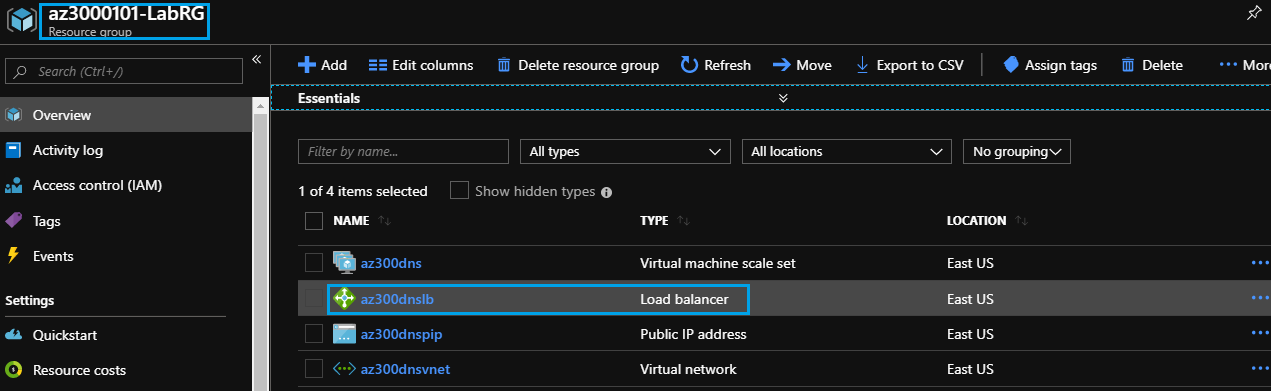 az3000101-LabRG
Resource group
Search (Ctrl+/)
Overview
Activity log
Access control (IAM)
Tags
Events
Settings
Quickstart
Resource costs
Add Edit columns Delete resource group Refresh Move Export to CSV Assign tags Delete More
Essentials
Filter by name... All types All locations No grouping
1 of 4 items selected Show hidden types
NAME TYPE LOCATION
az300dns Virtual machine scale set East US
az300dnslb Load balancer East US
az300dnspip Public IP address East US
az300dnsvnet Virtual network East US